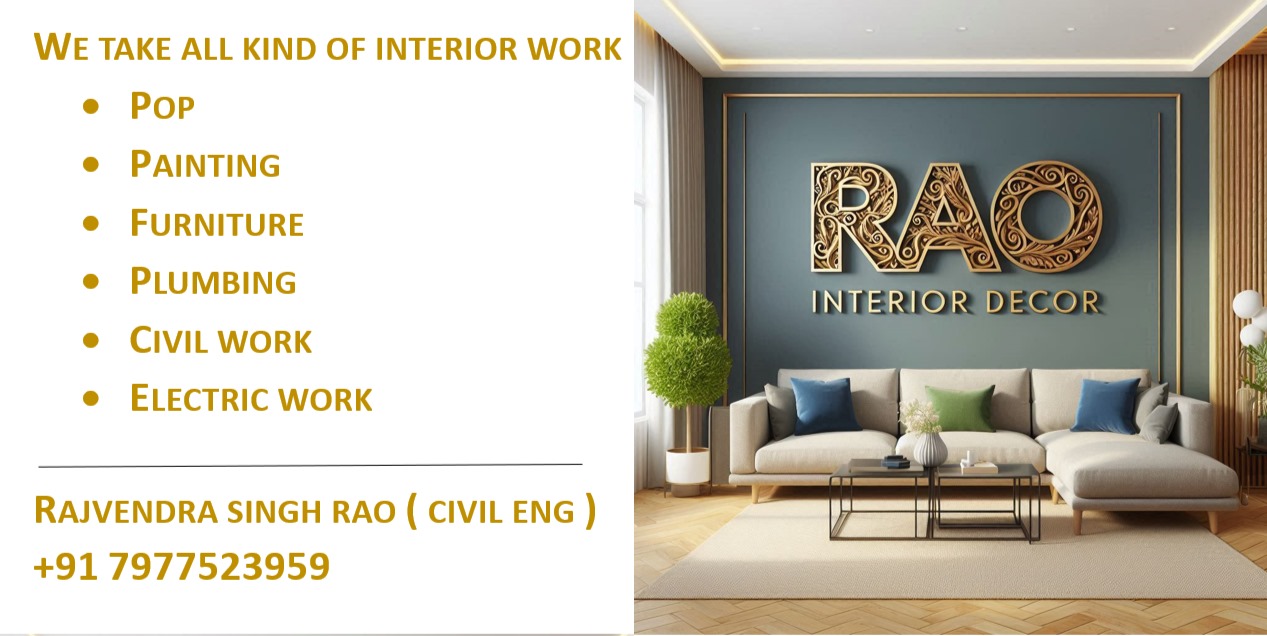 WE TAKE ALL KIND OF INTERIOR WORK
• POP
• PAINTING
• FURNITURE
• PLUMBING
• CIVIL WORK
• ELECTRIC WORK
RAJVENDRA SINGH RAO ( CIVIL ENG )
+91 7977523959
RAO
INTERIOR DECOR